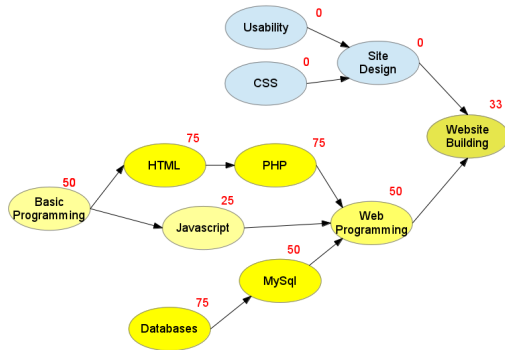 0
Usability
0
Site
Design
0
CSS
33
Website
Building
75
HTML
75
PHP
50
Basic
Programming
25
Javascript
50
Web
Programming
50
MySql
75
Databases